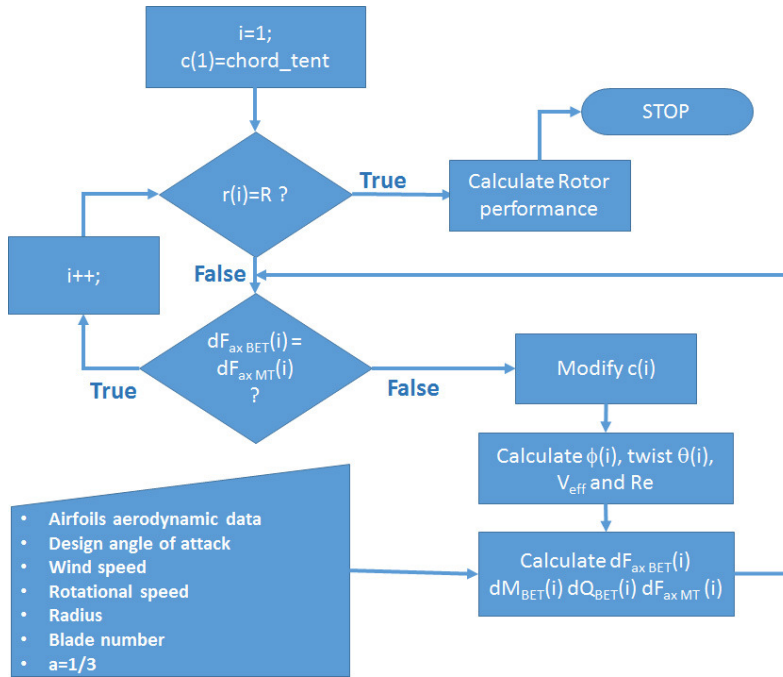 i=1;
c(1)=chord_tent
STOP
r(i)=R ?
True
Calculate Rotor
performance
i++;
False
dF_ax BET(i) =
dF_ax MT(i)
?
True
False
Modify c(i)
Calculate ϕ(i), twist θ(i),
V_eff and Re
• Airfoils aerodynamic data
• Design angle of attack
• Wind speed
• Rotational speed
• Radius
• Blade number
• a=1/3
Calculate dF_ax BET(i)
dM_BET(i) dQ_BET(i) dF_ax MT (i)